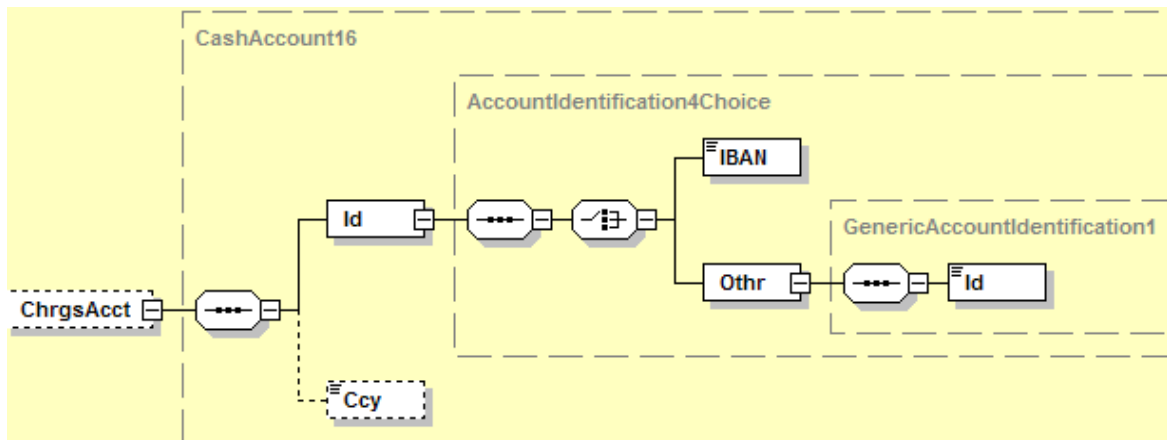 CashAccount16
AccountIdentification4Choice
IBAN
Id
GenericAccountIdentification1
Othr
Id
ChrgsAcct
Ccy